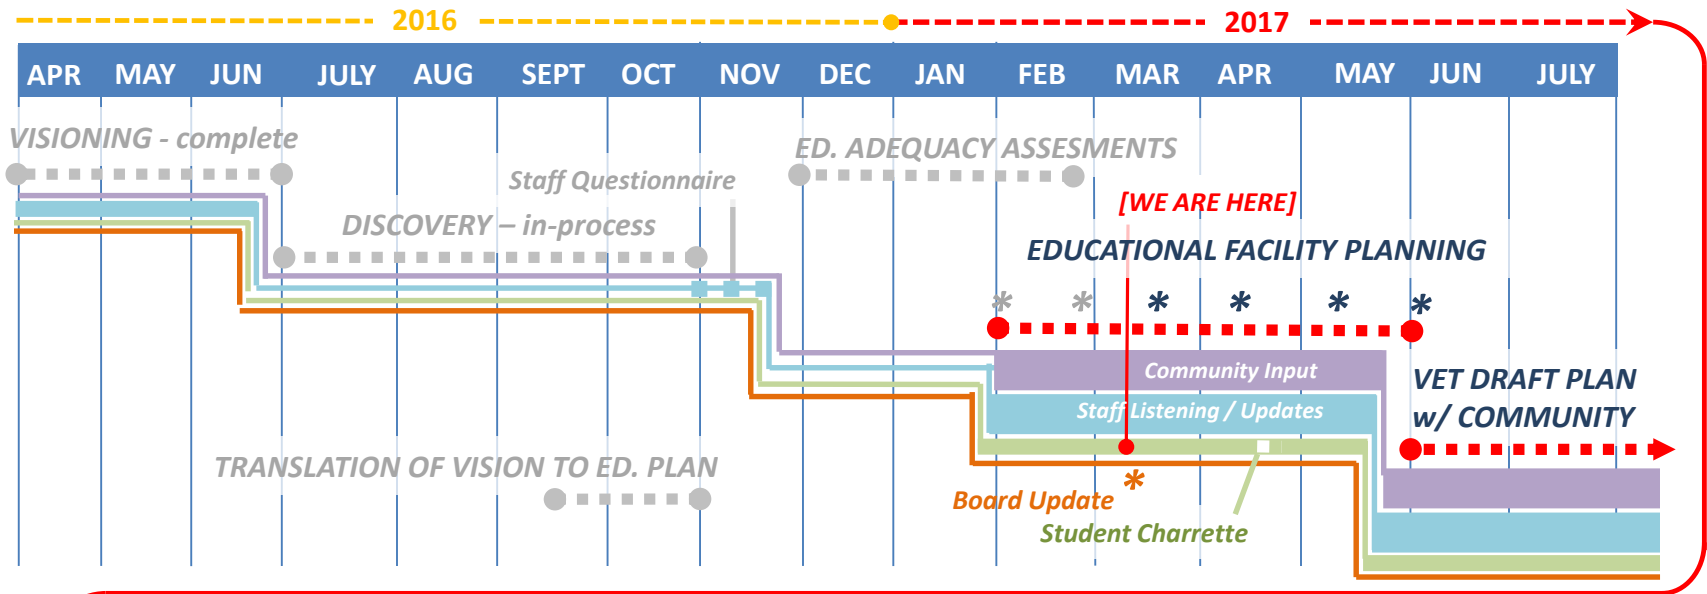 2016
2017
APR MAY JUN JULY AUG SEPT OCT NOV DEC JAN FEB MAR APR MAY JUN JULY
VISIONING - complete
ED. ADEQUACY ASSESMENTS
Staff Questionnaire
[WE ARE HERE]
DISCOVERY – in-process
EDUCATIONAL FACILITY PLANNING
* * * * * *
Community Input
VET DRAFT PLAN
w/ COMMUNITY
Staff Listening / Updates
TRANSLATION OF VISION TO ED. PLAN
Board Update *
Student Charrette